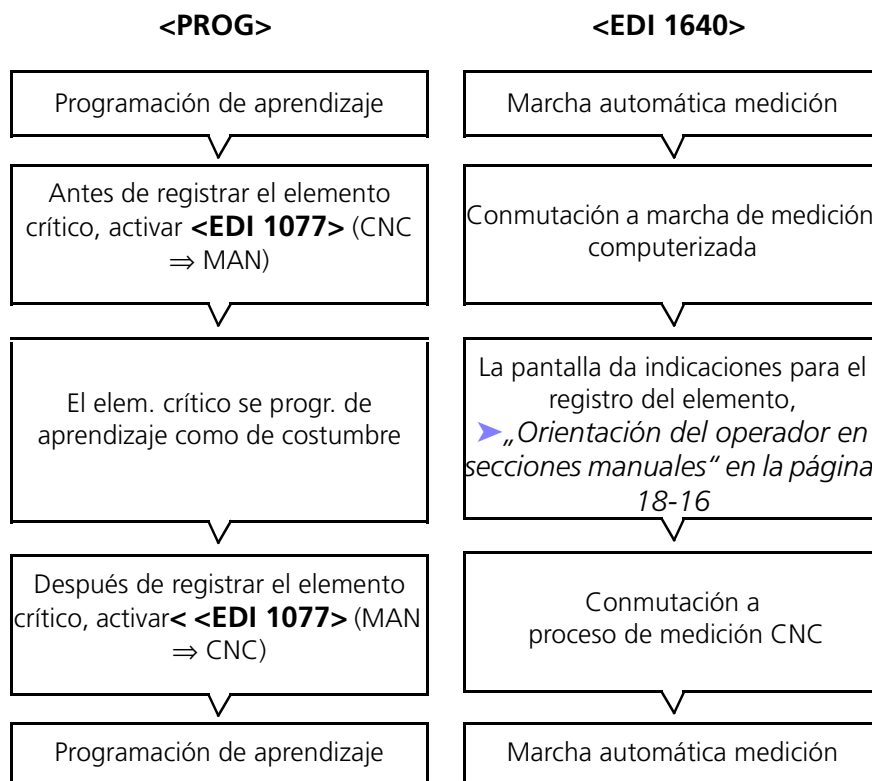 <PROG>
Programación de aprendizaje
Antes de registrar el elemento
crítico, activar <EDI 1077> (CNC
⇒ MAN)
El elem. crítico se progr. de
aprendizaje como de costumbre
Después de registrar el elemento
crítico, activar< <EDI 1077> (MAN
⇒ CNC)
Programación de aprendizaje
<EDI 1640>
Marcha automática medición
Conmutación a marcha de medición
computerizada
La pantalla da indicaciones para el
registro del elemento,
➤„Orientación del operador en
secciones manuales“ en la página
18-16
Conmutación a
proceso de medición CNC
Marcha automática medición